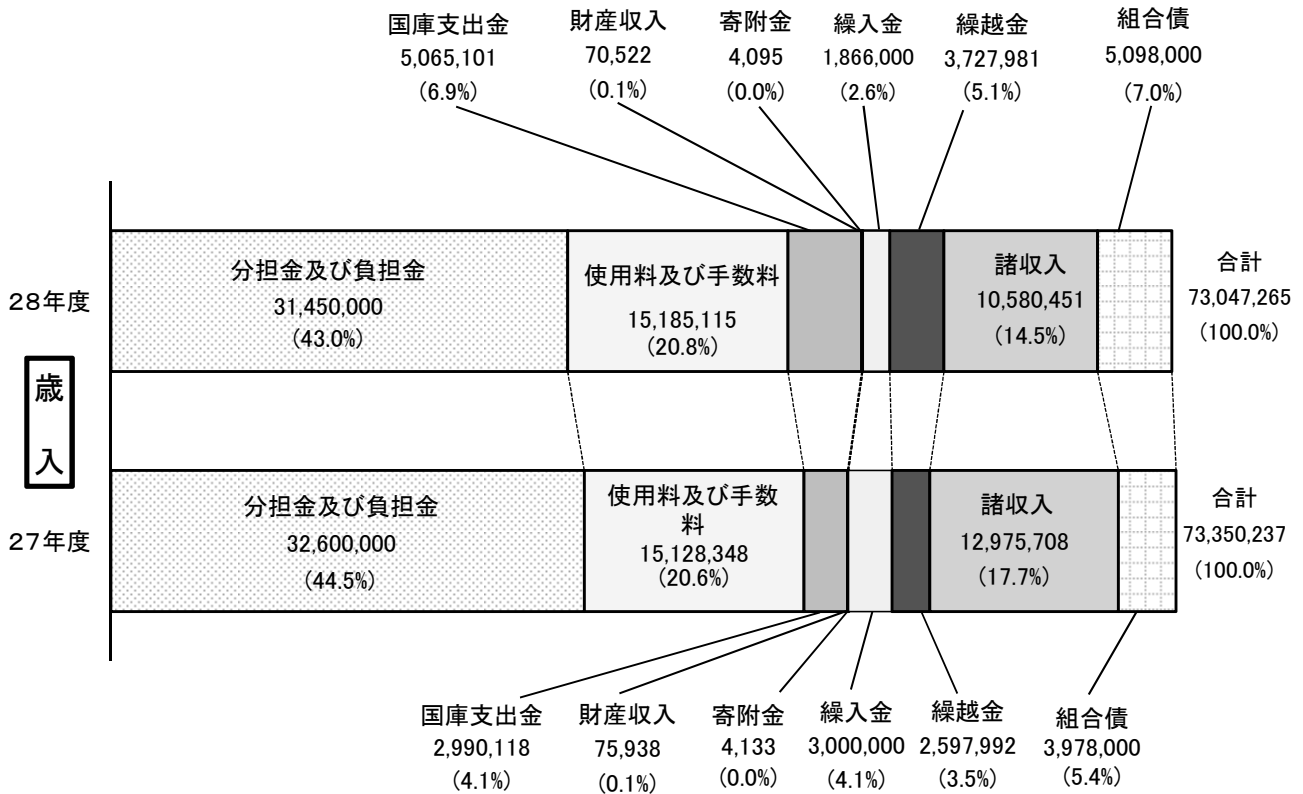 国庫支出金
5,065,101
(6.9%)
財産収入
70,522
(0.1%)
寄附金
4,095
(0.0%)
繰入金
1,866,000
(2.6%)
繰越金
3,727,981
(5.1%)
組合債
5,098,000
(7.0%)
28年度
分担金及び負担金
31,450,000
(43.0%)
使用料及び手数料
15,185,115
(20.8%)
諸収入
10,580,451
(14.5%)
合計
73,047,265
(100.0%)
歳
入
27年度
分担金及び負担金
32,600,000
(44.5%)
使用料及び手数
料
15,128,348
(20.6%)
諸収入
12,975,708
(17.7%)
合計
73,350,237
(100.0%)
国庫支出金
2,990,118
(4.1%)
財産収入
75,938
(0.1%)
寄附金
4,133
(0.0%)
繰入金
3,000,000
(4.1%)
繰越金
2,597,992
(3.5%)
組合債
3,978,000
(5.4%)